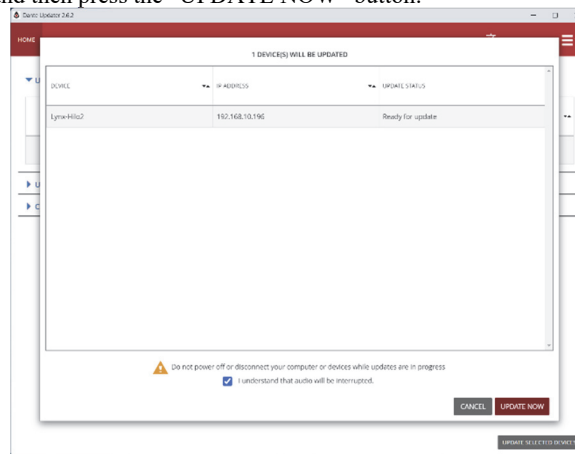 and then press the "UPDATE NOW" button.
Dante Updater 2.6.2
HOME
1 DEVICE(S) WILL BE UPDATED
DEVICE IP ADDRESS UPDATE STATUS
Lynx-Hilo2 192.168.10.196 Ready for update
U
U
C
Do not power off or disconnect your computer or devices while updates are in progress
I understand that audio will be interrupted.
CANCEL UPDATE NOW
UPDATE SELECTED DEVICES